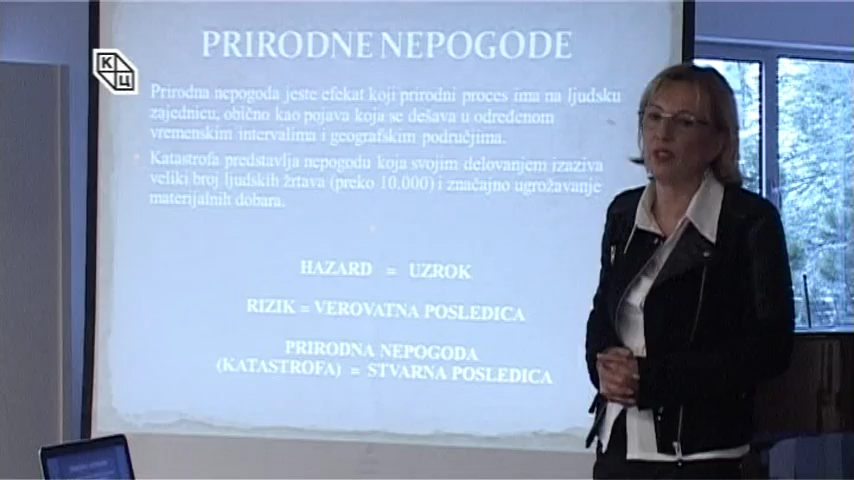 PRIRODNE NEPOGODE
К
Ц
Prirodna nepogoda jeste efekat koji prirodni proces ima na ljudsku
zajednicu, obično kao pojava koja se dešava u određenom
vremenskim intervalima i geografskim područjima.
Katastrofa predstavlja nepogodu koja svojim delovanjem izaziva
veliki broj ljudskih žrtava (preko 10.000) i značajno ugrožavanje
materijalnih dobara.
HAZARD = UZROK
RIZIK = VEROVATNA POSLEDICA
PRIRODNA NEPOGODA
(KATASTROFA) = STVARNA POSLEDICA